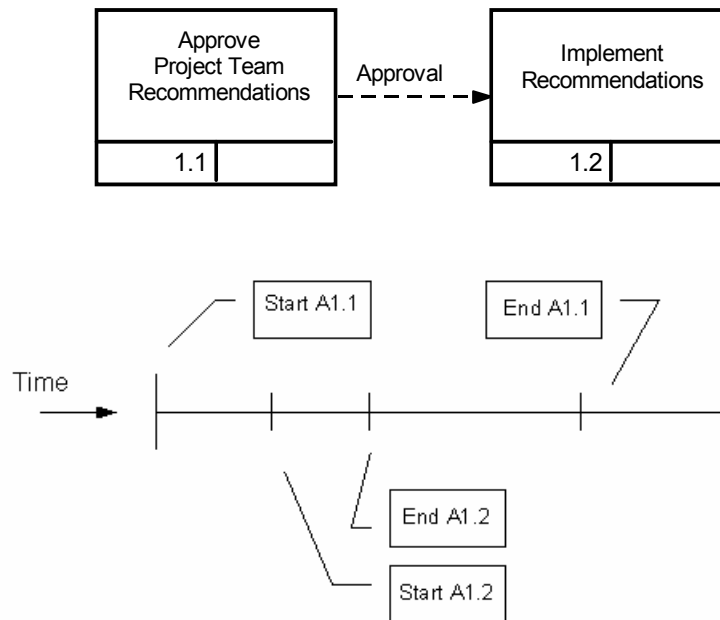 Approve
Project Team
Recommendations
1.1
Approval
Implement
Recommendations
1.2
Start A1.1
End A1.1
Time
End A1.2
Start A1.2